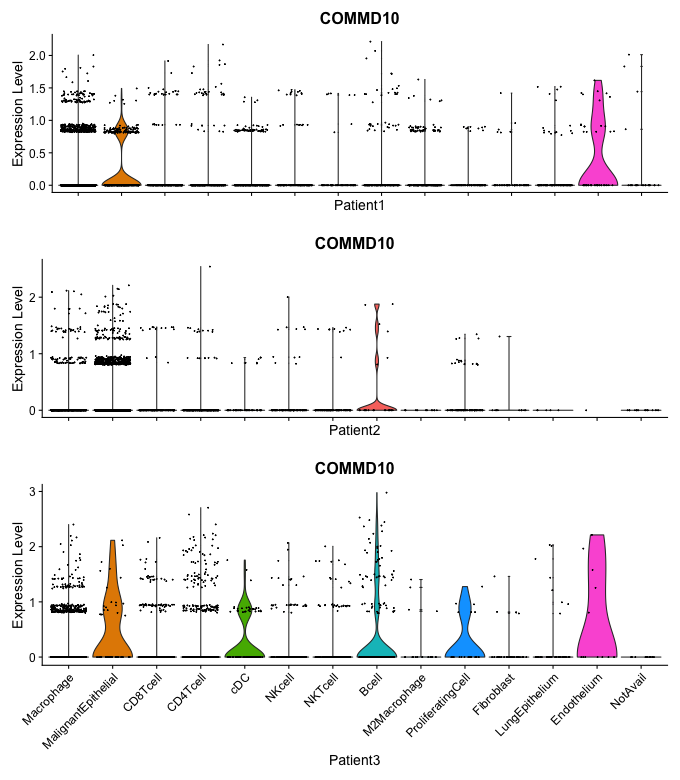 COMMD10
Expression Level
2.0
1.5
1.0
0.5
0.0
Patient1
COMMD10
Expression Level
2
1
0
Patient2
COMMD10
Expression Level
3
2
1
0
Macrophage
MalignantEpithelial
CD8Tcell
CD4Tcell
cDC
NKcell
NKTcell
Bcell
M2Macrophage
ProliferatingCell
Fibroblast
LungEpithelium
Endothelium
NotAvail
Patient3